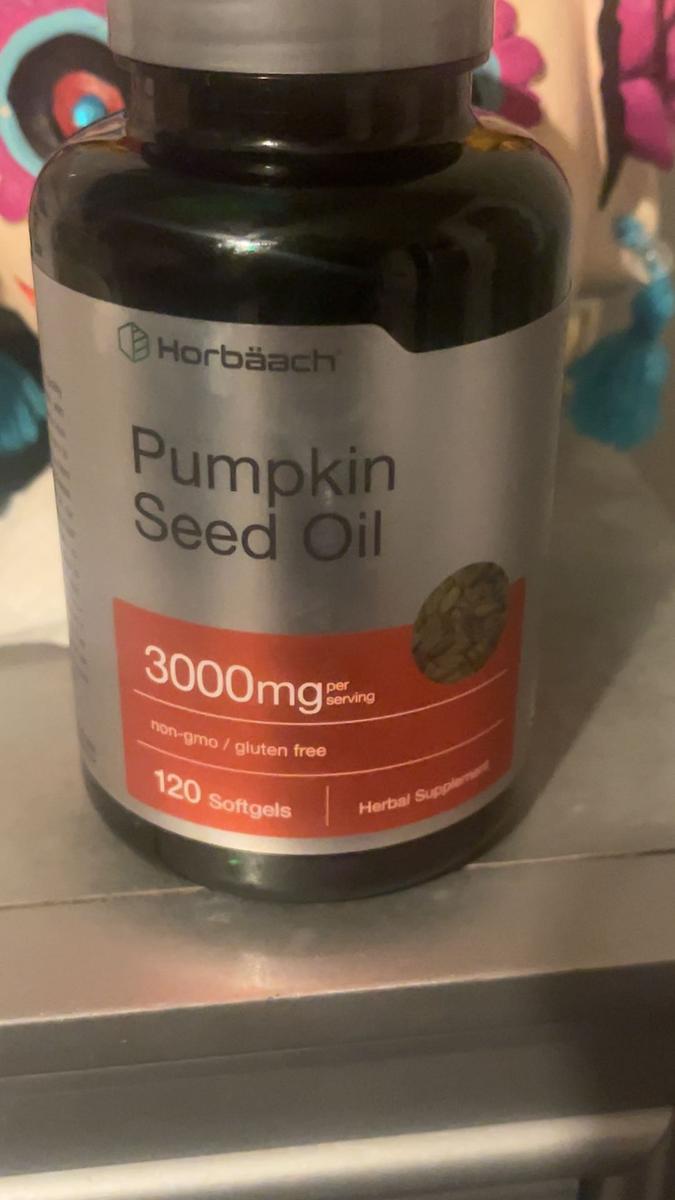 Horbäach
Pumpkin
Seed Oil
3000mg per
serving
non-gmo / gluten free
120 Softgels
Herbal Supplement